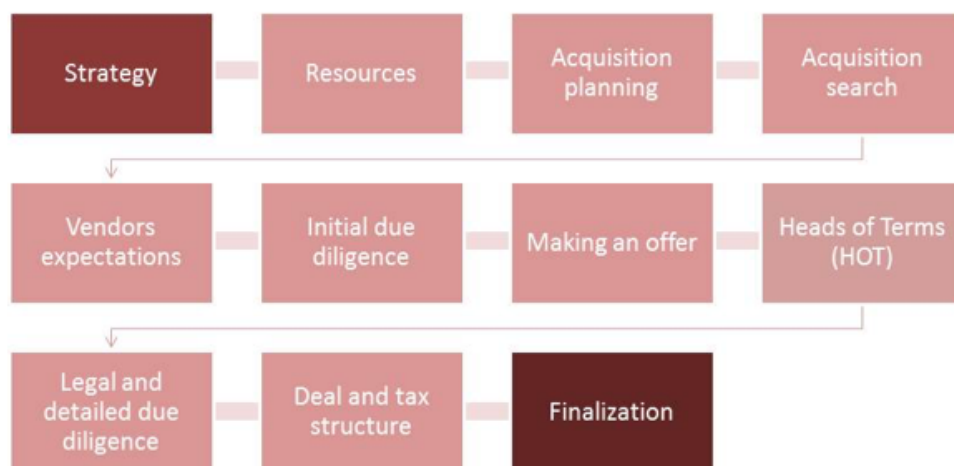 Strategy
Resources
Acquisition
planning
Acquisition
search
Vendors
expectations
Initial due
diligence
Making an offer
Heads of Terms
(HOT)
Legal and
detailed due
diligence
Deal and tax
structure
Finalization